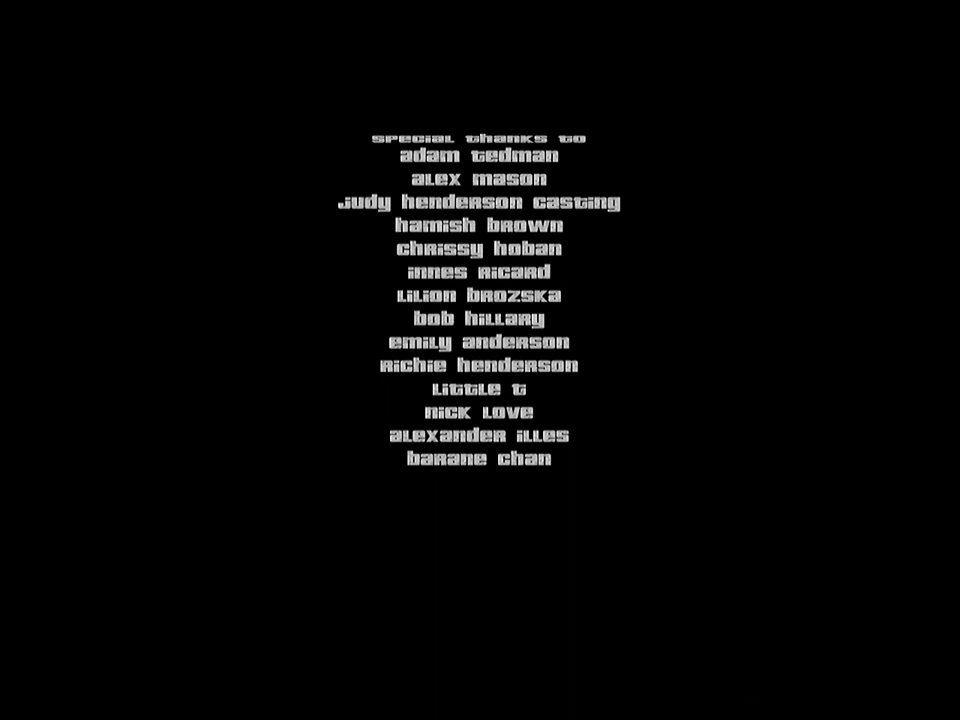 special thanks to
adam tedman
alex mason
judy henderson casting
hamish brown
chrissy hoban
innes ricard
lilion brozska
bob hillary
emily anderson
richie henderson
little t
nick love
alexander illes
barane chan